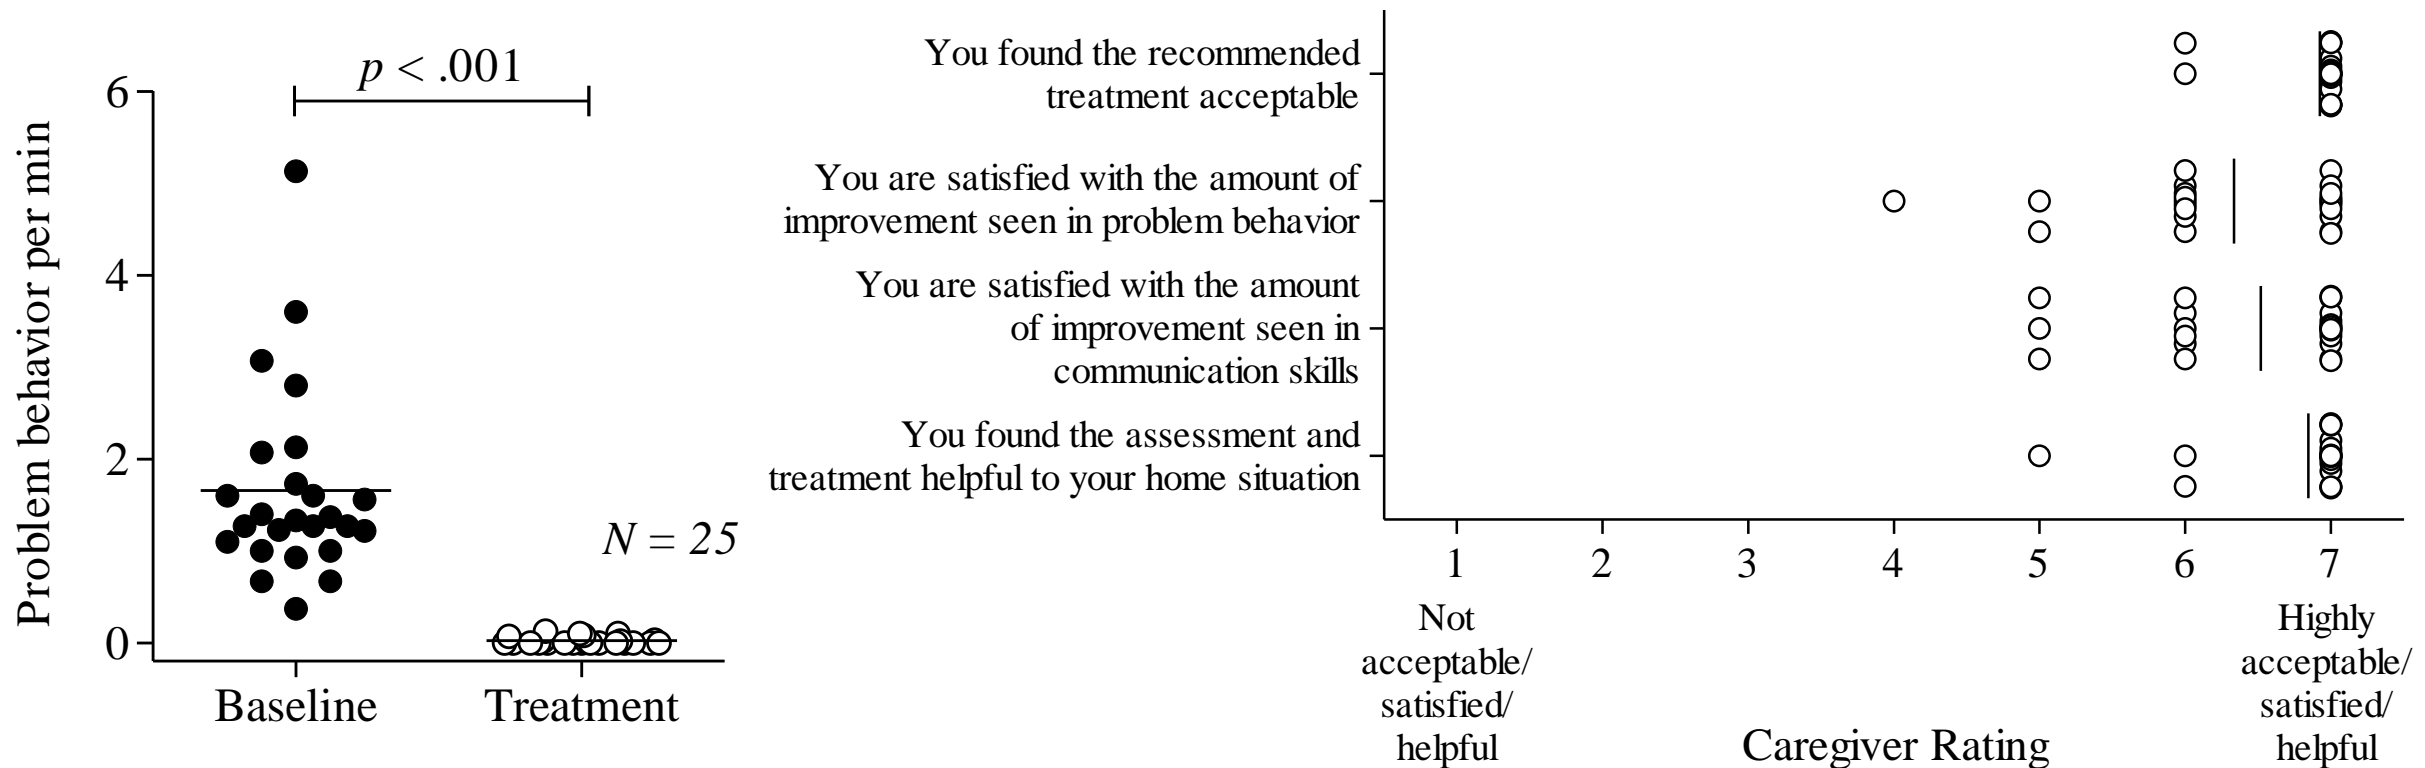 p < .001
6
4
2
0
Problem behavior per min
N = 25
Baseline
Treatment
You found the recommended
treatment acceptable
You are satisfied with the amount of
improvement seen in problem behavior
You are satisfied with the amount
of improvement seen in
communication skills
You found the assessment and
treatment helpful to your home situation
1 2 3 4 5 6 7
Not
acceptable/
satisfied/
helpful
Highly
acceptable/
satisfied/
helpful
Caregiver Rating